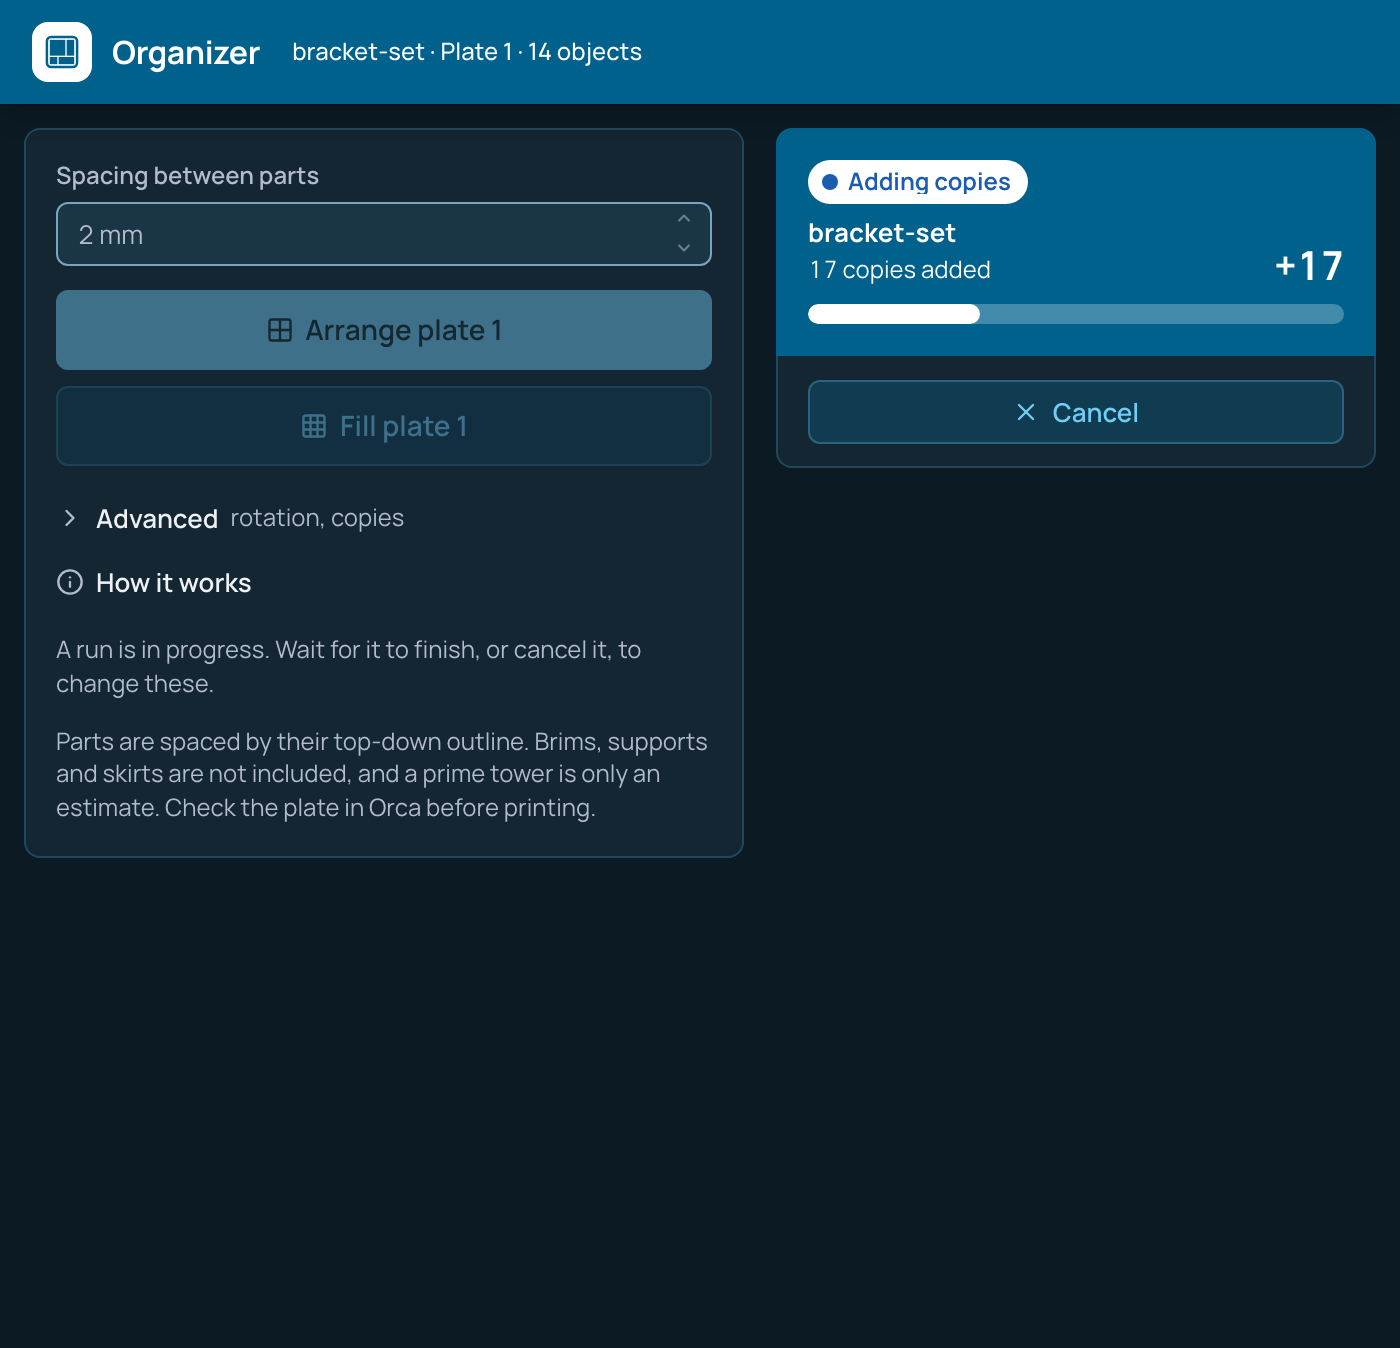 Organizer
bracket-set · Plate 1 · 14 objects
Spacing between parts
2 mm
Arrange plate 1
Fill plate 1
Advanced rotation, copies
How it works
A run is in progress. Wait for it to finish, or cancel it, to
change these.
Parts are spaced by their top-down outline. Brims, supports
and skirts are not included, and a prime tower is only an
estimate. Check the plate in Orca before printing.
Adding copies
bracket-set
17 copies added
+17
Cancel